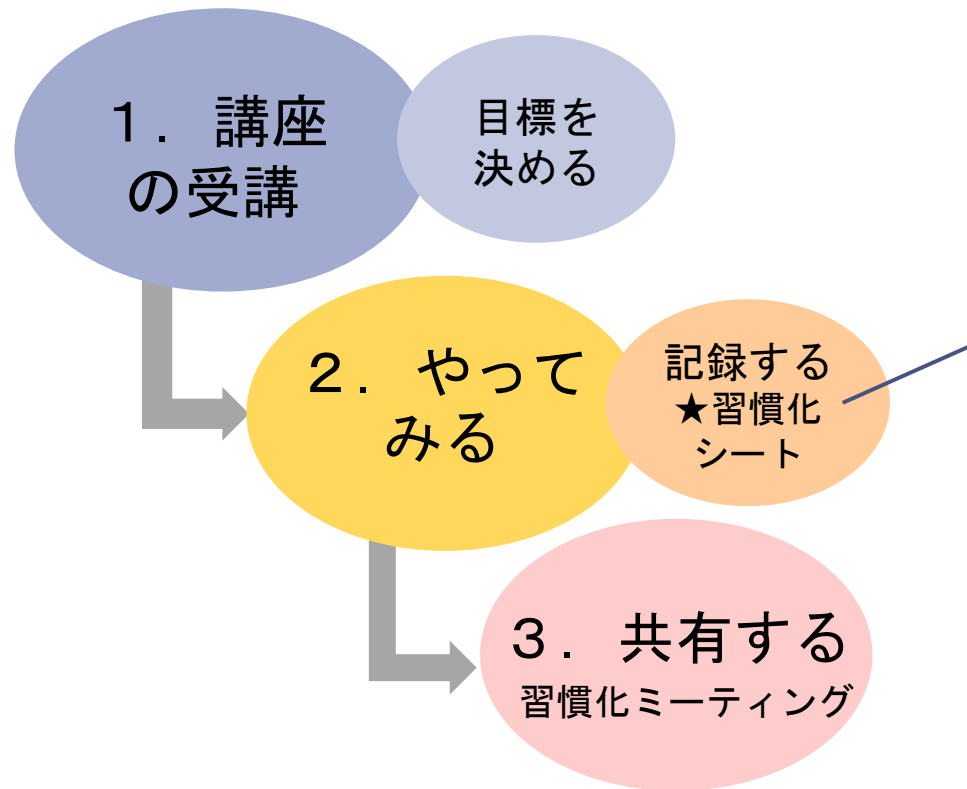 １．講座
の受講
目標を
決める
２．やって
みる
記録する
★習慣化
シート
３．共有する
習慣化ミーティング